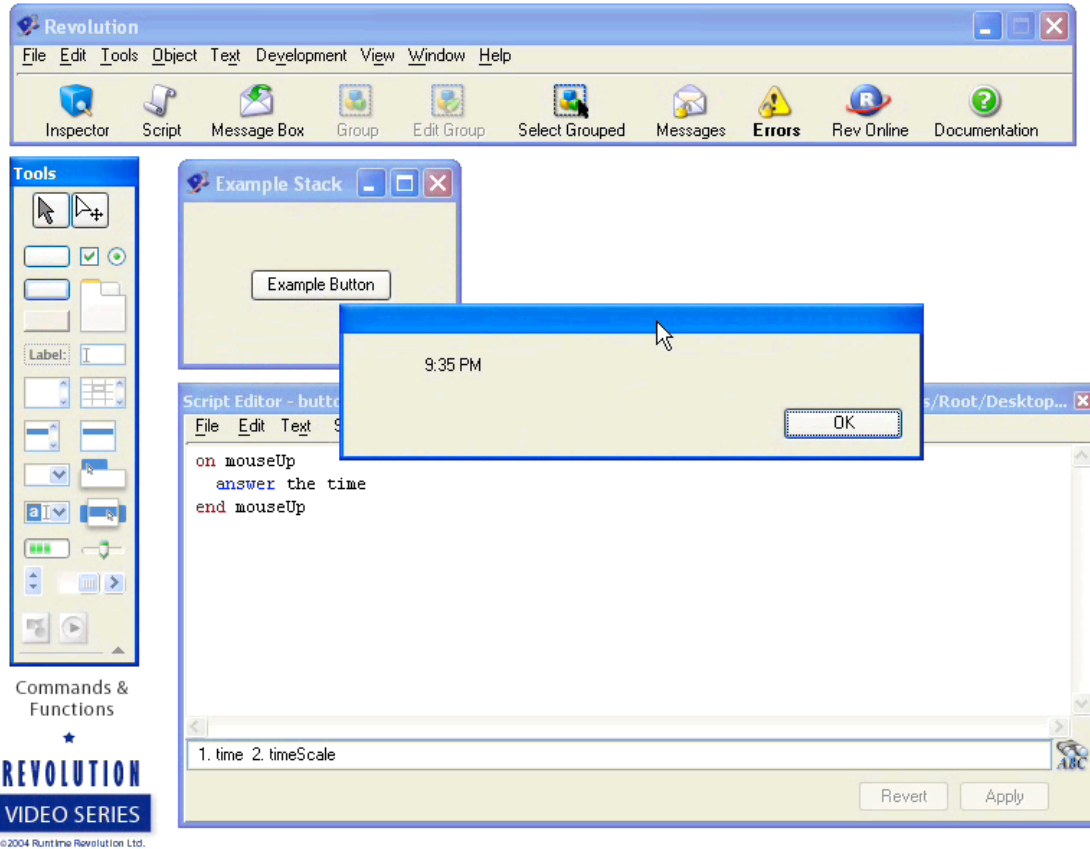 Revolution
File Edit Tools Object Text Development View Window Help
Inspector Script Message Box Group Edit Group Select Grouped Messages Errors Rev Online Documentation
Tools
Label:
a
Example Stack
Example Button
9:35 PM
OK
Script Editor - butto
s/Root/Desktop...
File Edit Text S
on mouseUp
answer the time
end mouseUp
1. time 2. timeScale
ABC
Revert Apply
Commands &
Functions
REVOLUTION
VIDEO SERIES
©2004 Runtime Revolution Ltd.